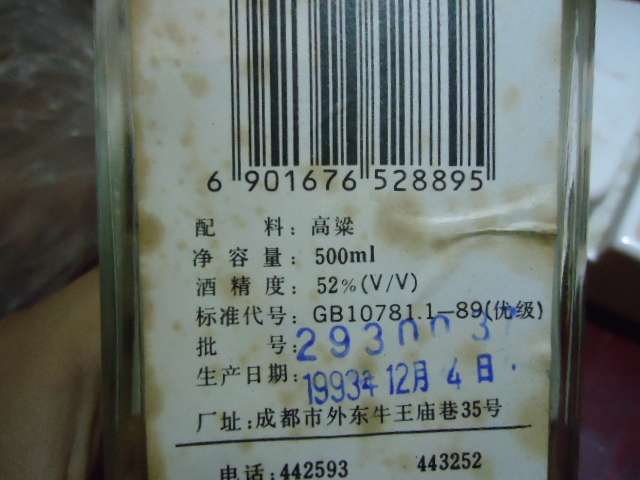 6 901676 528895
配 料: 高粱
净 容 量: 500ml
酒 精 度: 52%(V/V)
标准代号: GB10781.1-89(优级)
批 号:
生产日期: 1993年12月4日.
厂址: 成都市外东牛王庙巷35号
电话: 442593 443252